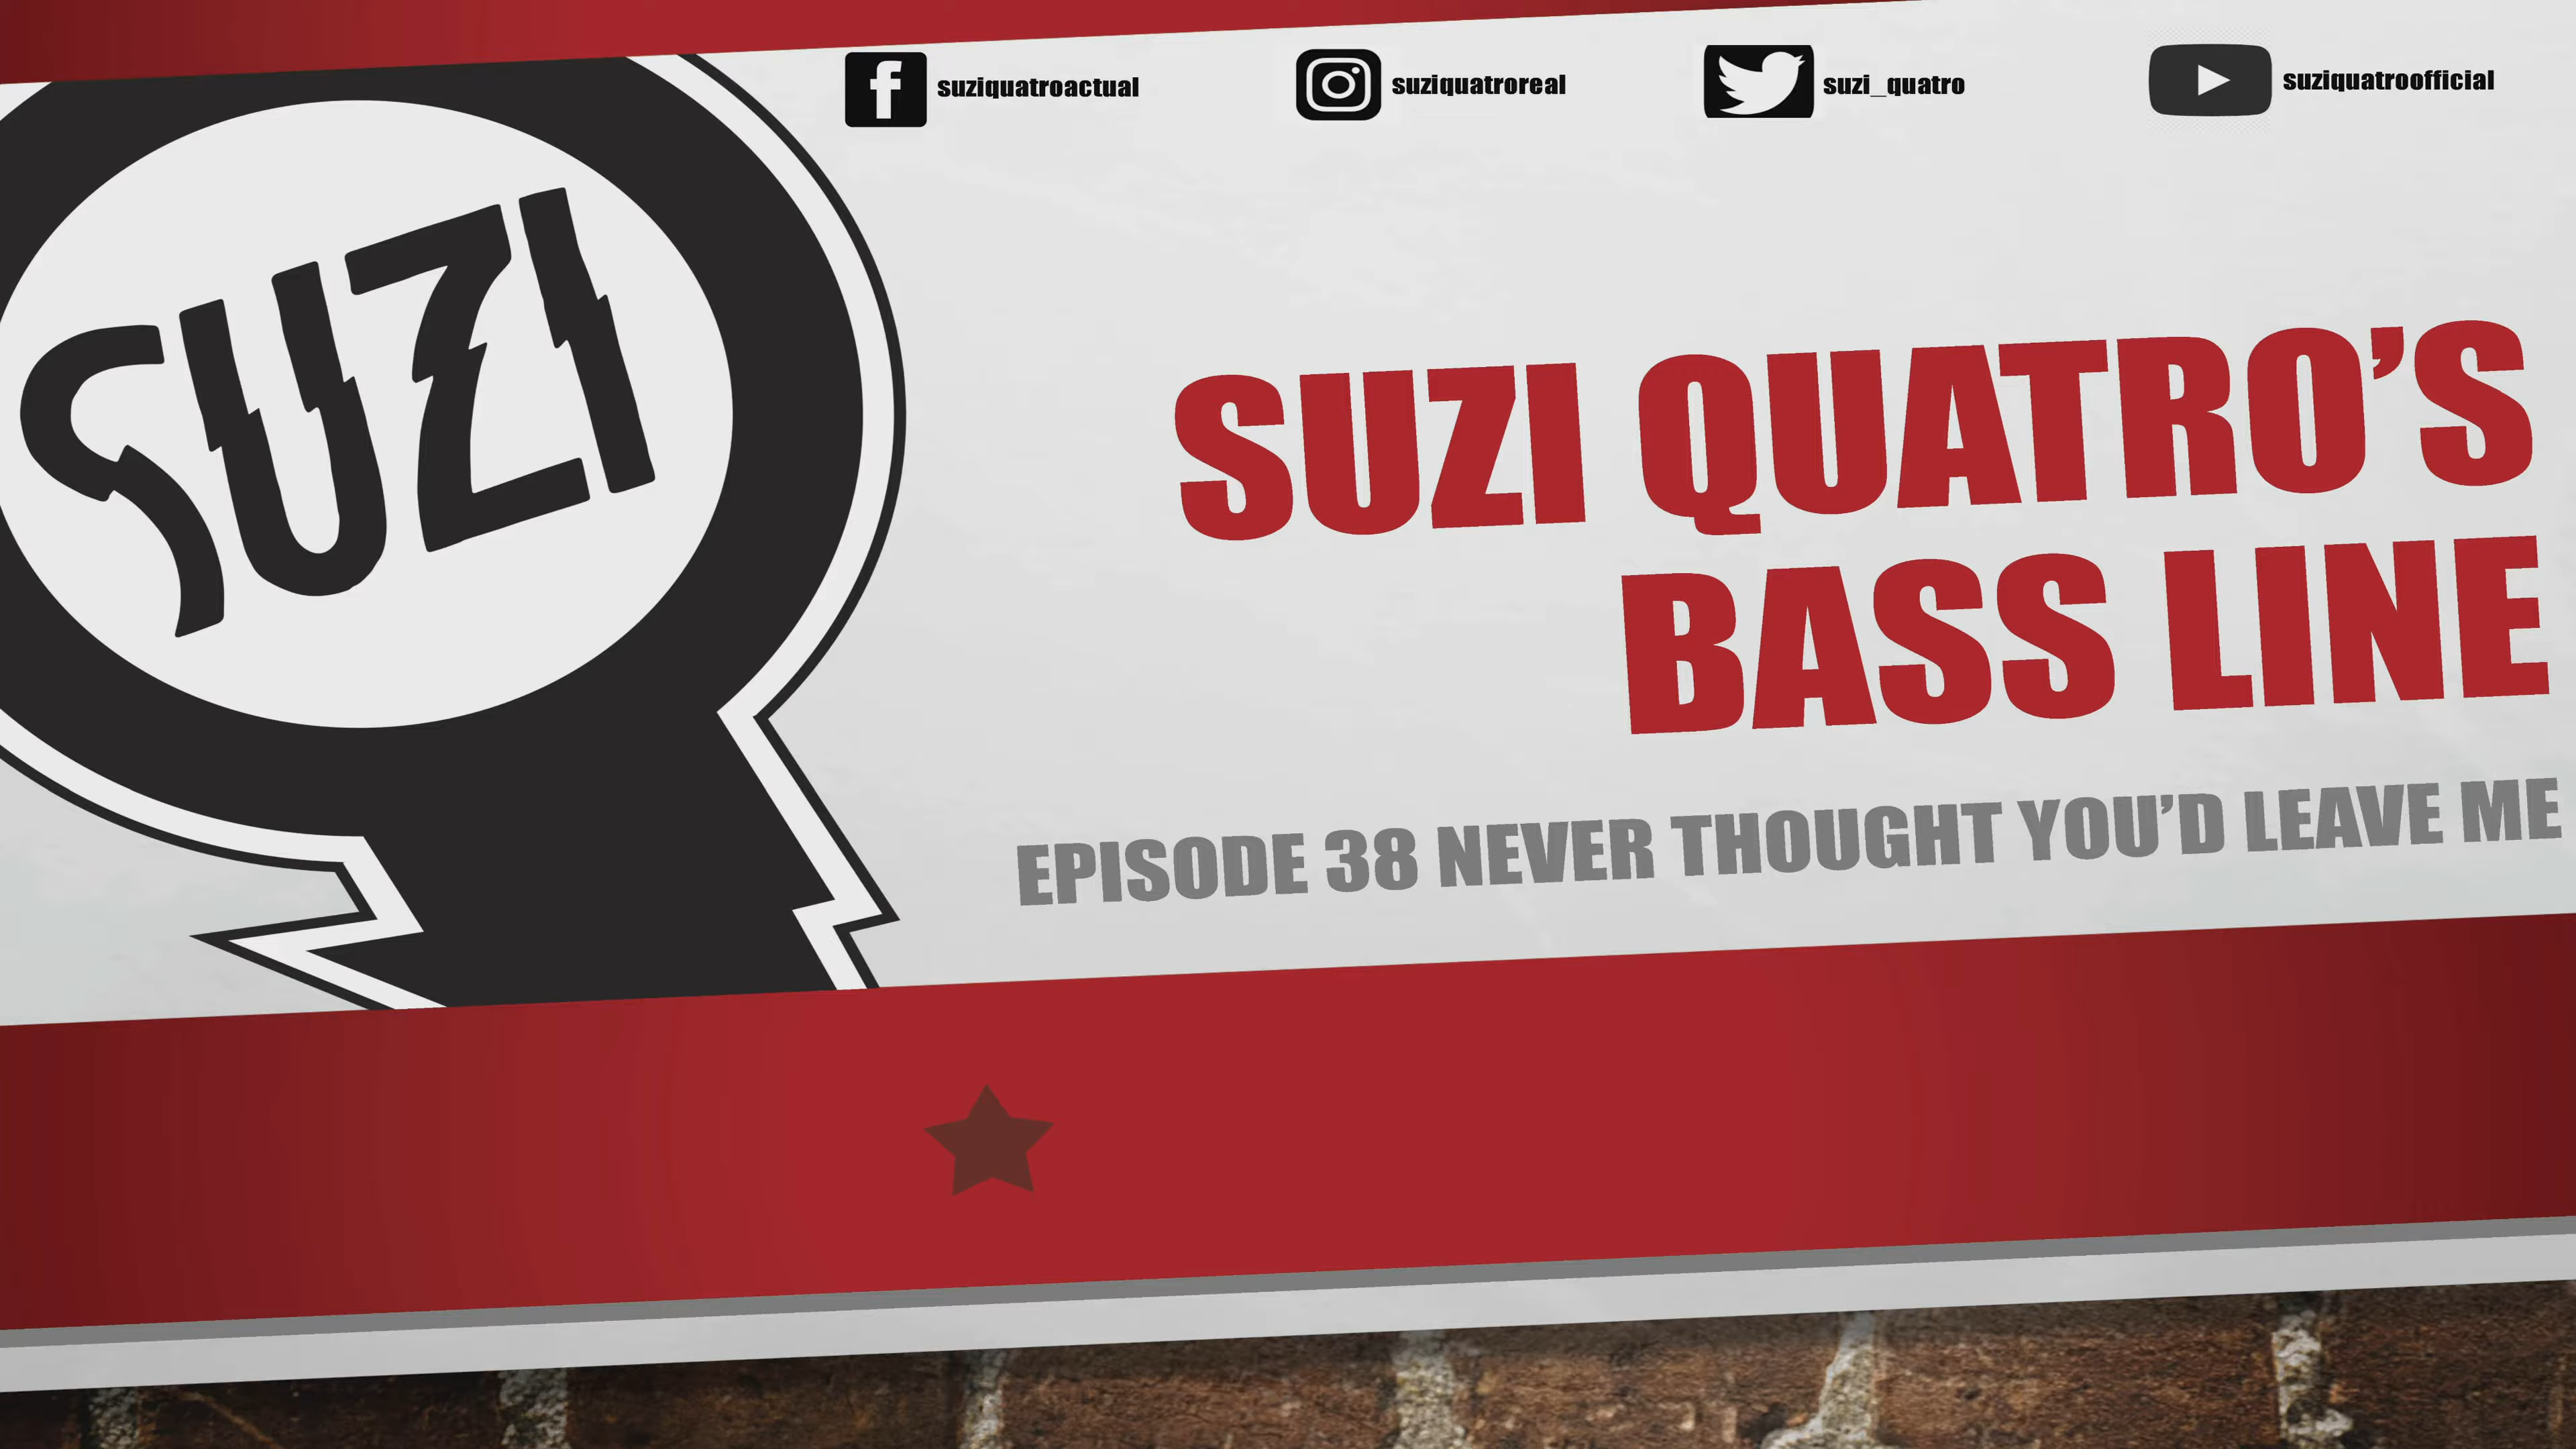 suziquatroactual
suziquatroreal
suzi_quatro
suziquatroofficial
SUZI
SUZI QUATRO’S
BASS LINE
EPISODE 38 NEVER THOUGHT YOU’D LEAVE ME